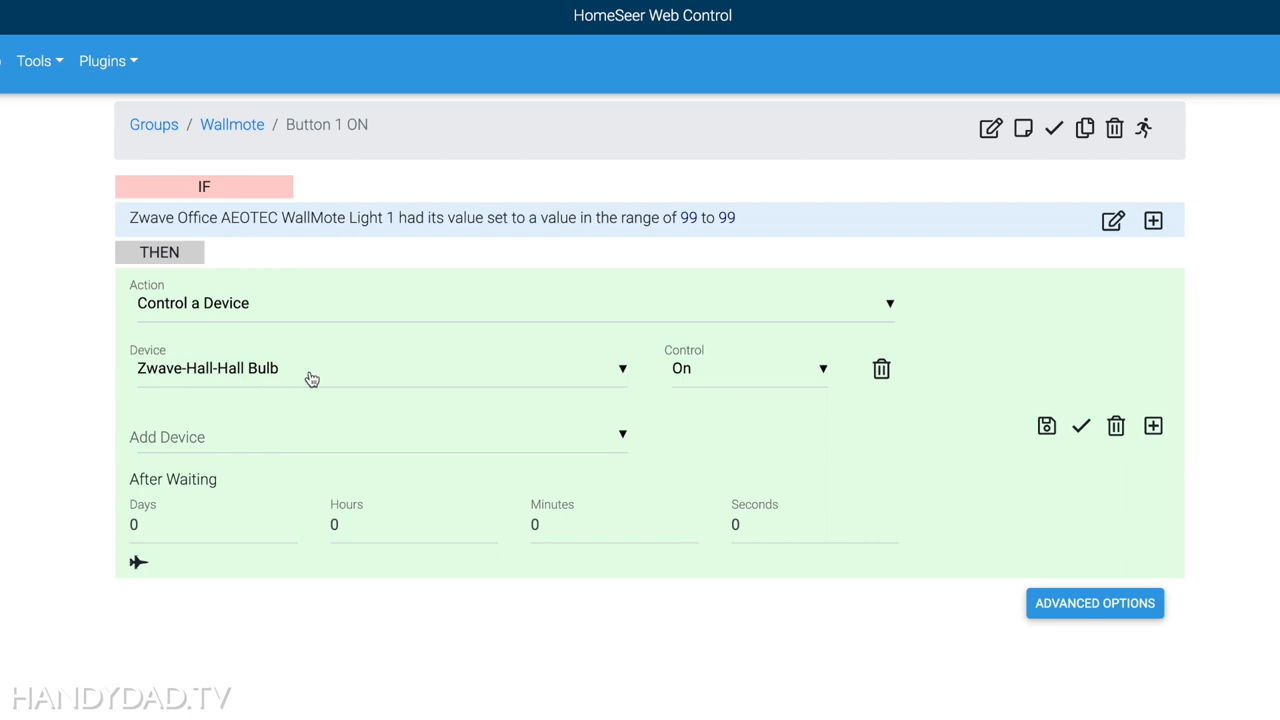 HomeSeer Web Control
Tools Plugins
Groups / Wallmote / Button 1 ON
IF
Zwave Office AEOTEC WallMote Light 1 had its value set to a value in the range of 99 to 99
THEN
Action
Control a Device
Device Control
Zwave-Hall-Hall Bulb On
Add Device
After Waiting
Days Hours Minutes Seconds
0 0 0 0
ADVANCED OPTIONS
HANDYDAD.TV